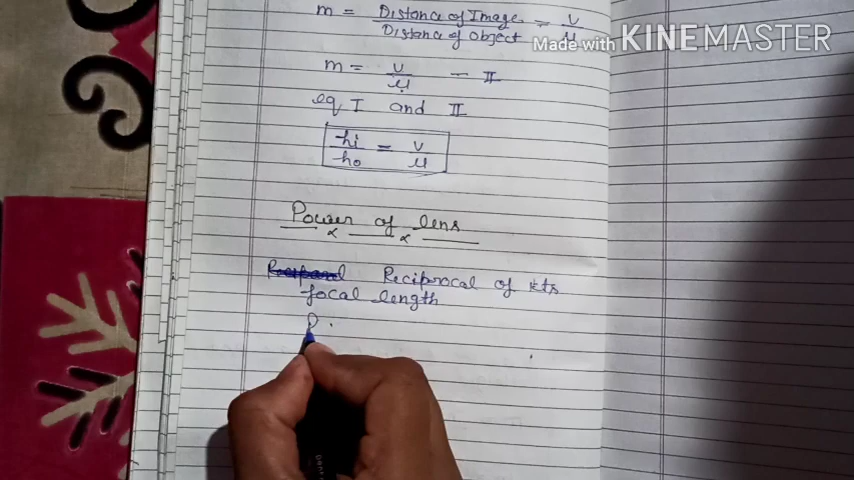 m = Distance of Image / Distance of Object = v / u
Made with KINEMASTER
m = v / u - II
eq I and II
hi / ho = v / u
Power of lens
Reciprocal of its
focal length
P